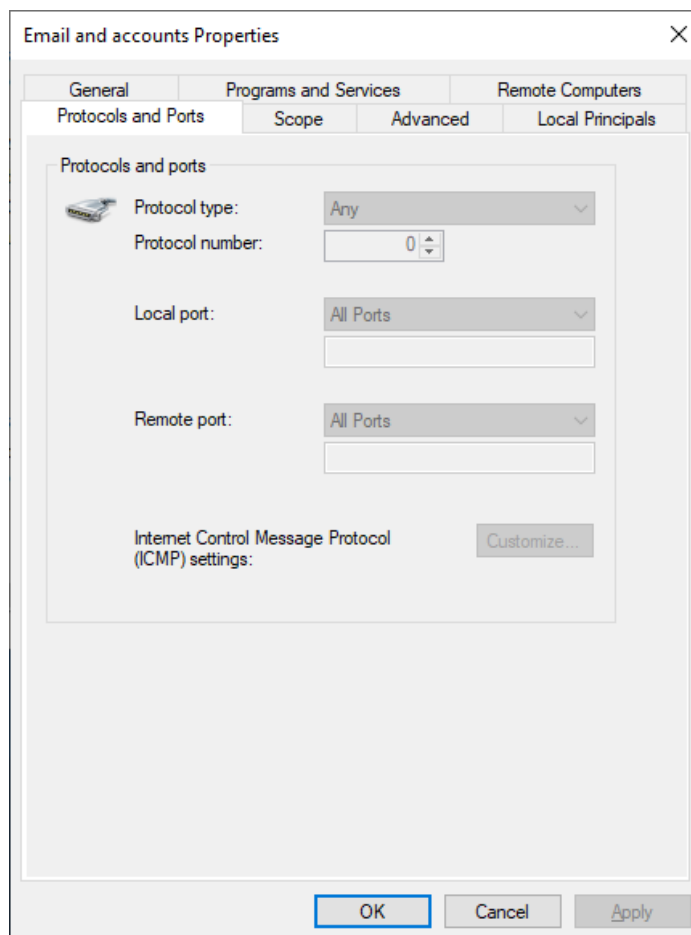 Email and accounts Properties
General Programs and Services Remote Computers
Protocols and Ports Scope Advanced Local Principals
Protocols and ports
Protocol type: Any
Protocol number: 0
Local port: All Ports
Remote port: All Ports
Internet Control Message Protocol
(ICMP) settings: Customize...
OK Cancel Apply